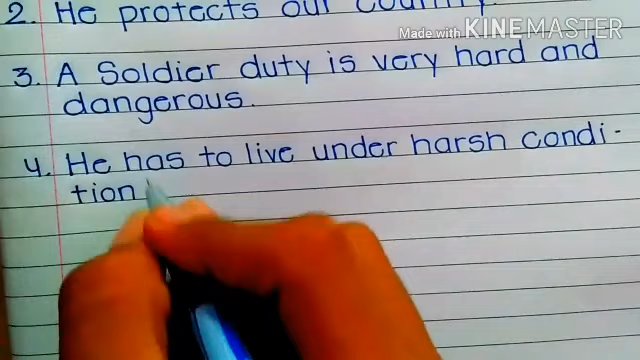 2. He protects our country.
Made with KINEMASTER
3. A Soldier duty is very hard and
dangerous.
4. He has to live under harsh condi-
tion